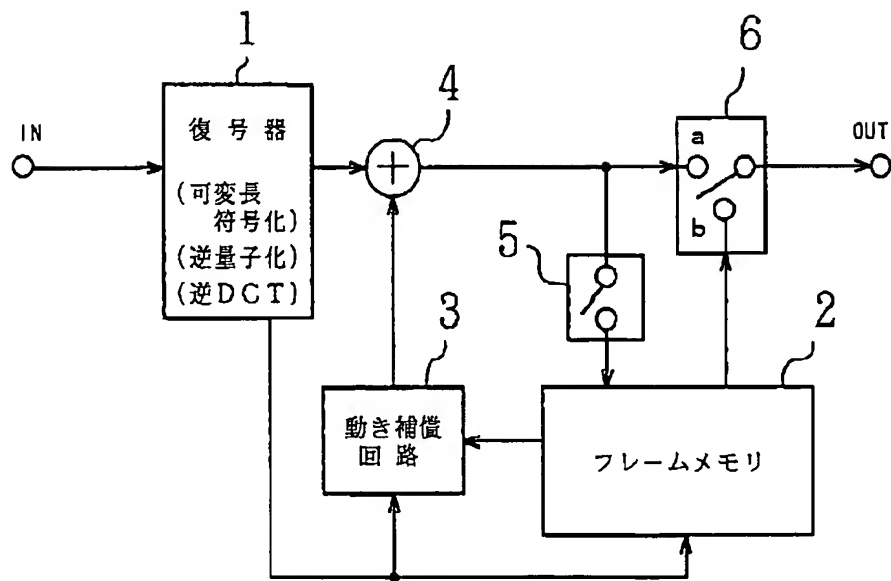 1
4
6
IN
復号器
(可変長
符号化)
(逆量子化)
(逆DCT)
a
b
OUT
5
3
2
動き補償
回路
フレームメモリ